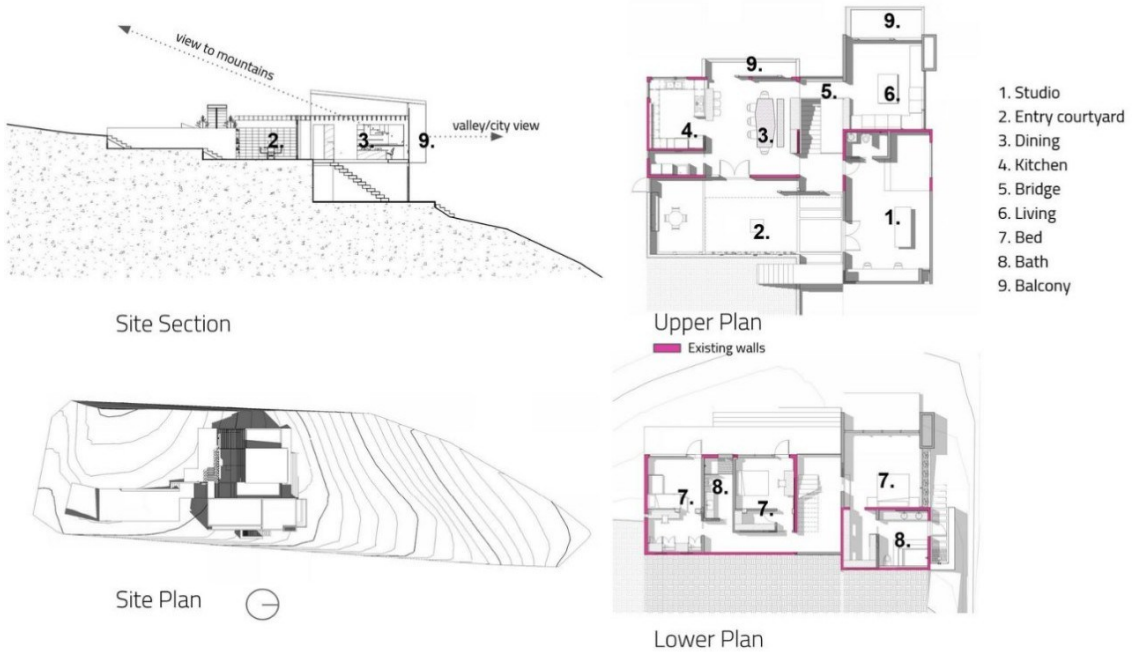 view to mountains
2.
3.
9.
valley/city view
Site Section
9.
9.
5.
6.
4.
3.
1.
2.
Upper Plan
Existing walls
1. Studio
2. Entry courtyard
3. Dining
4. Kitchen
5. Bridge
6. Living
7. Bed
8. Bath
9. Balcony
Site Plan
7.
8.
7.
7.
8.
Lower Plan